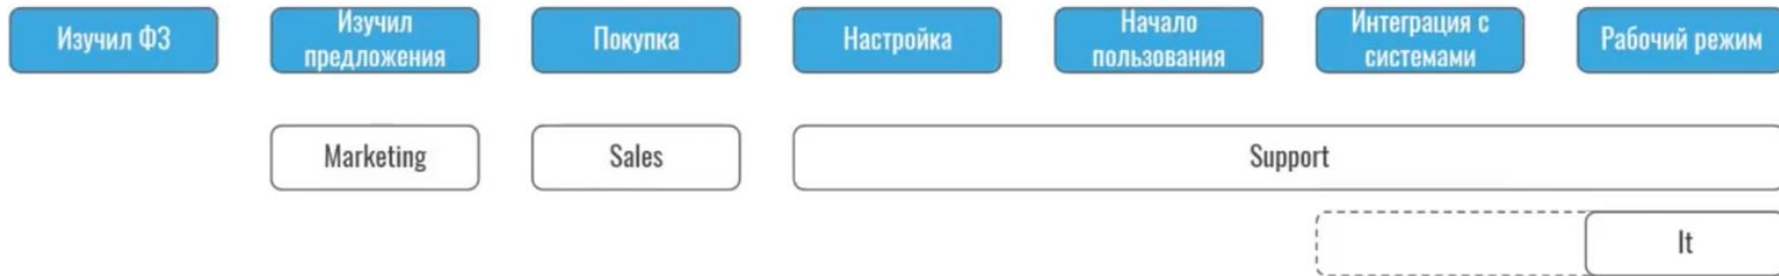 Изучил ФЗ
Изучил
предложения
Покупка
Настройка
Начало
пользования
Интеграция с
системами
Рабочий режим
Marketing
Sales
Support
It